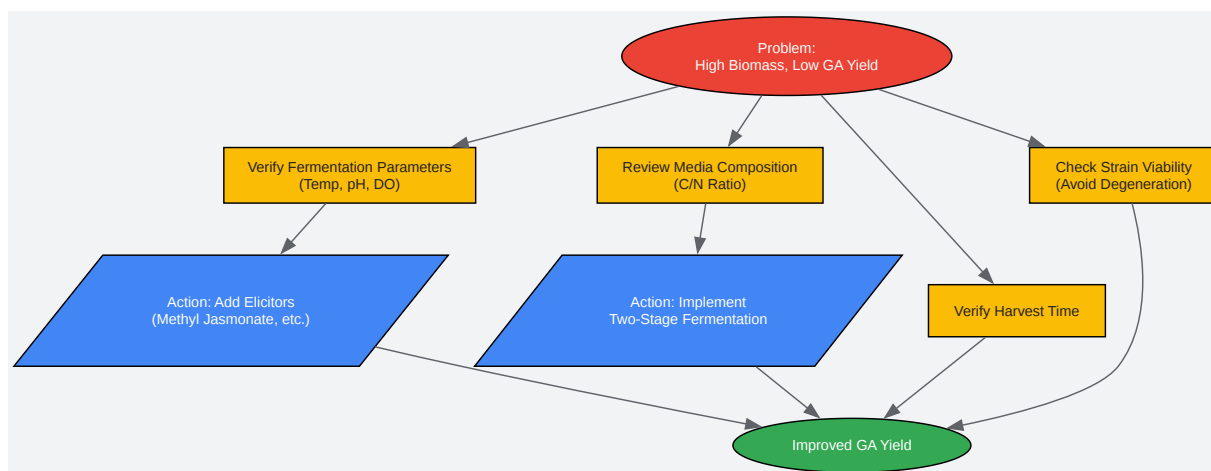 Problem:
High Biomass, Low GA Yield
Verify Fermentation Parameters
(Temp, pH, DO)
Review Media Composition
(C/N Ratio)
Check Strain Viability
(Avoid Degeneration)
Action: Add Elicitors
(Methyl Jasmonate, etc.)
Action: Implement
Two-Stage Fermentation
Verify Harvest Time
Improved GA Yield